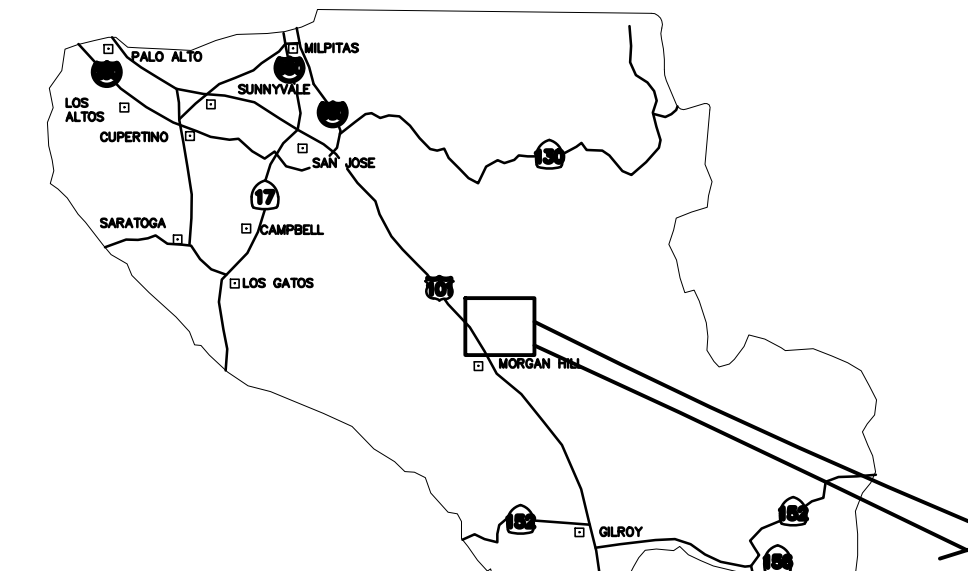 MILPITAS
PALO ALTO
SUNNYVALE
LOS
ALTOS
CUPERTINO
130
SAN JOSE
17
SARATOGA
CAMPBELL
LOS GATOS
101
MORGAN HILL
152
152
GILROY
156